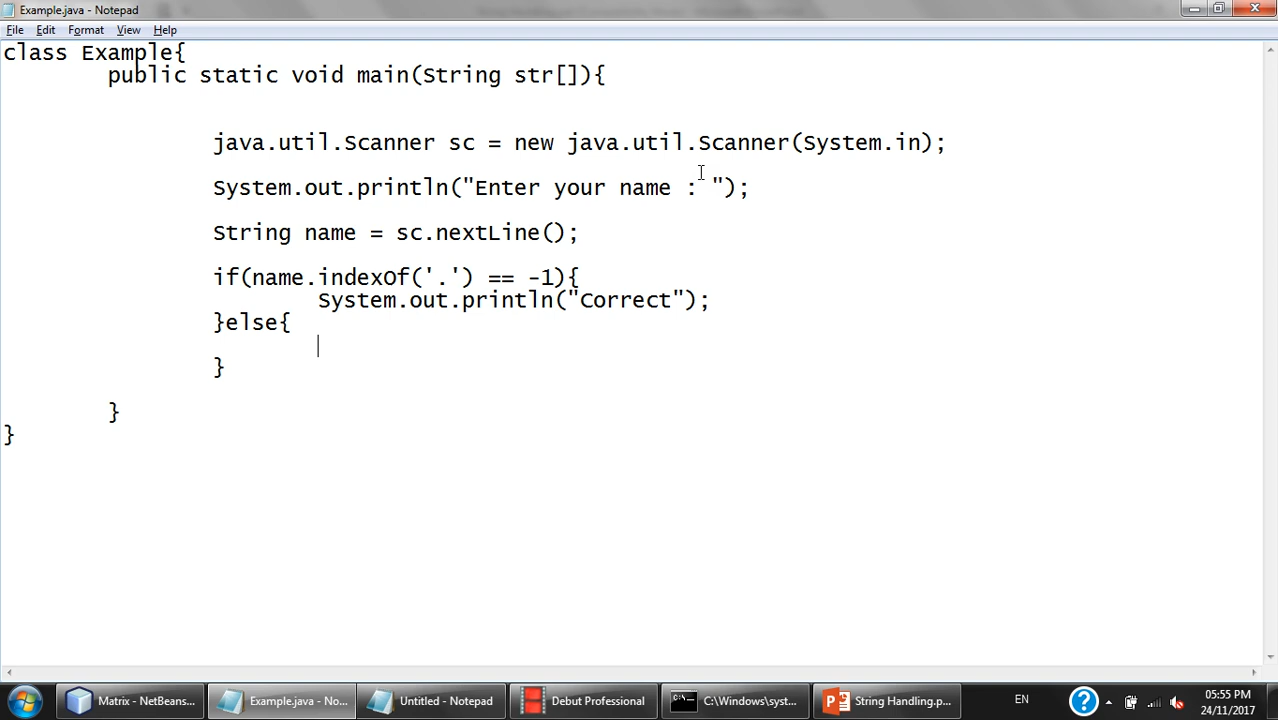 Example.java - Notepad
File Edit Format View Help
class Example{
public static void main(String str[]){
java.util.Scanner sc = new java.util.Scanner(System.in);
System.out.println("Enter your name : ");
String name = sc.nextLine();
if(name.indexOf('.') == -1){
System.out.println("Correct");
}else{
}
}
}
Matrix - NetBeans... Example.java - No... Untitled - Notepad Debut Professional C:\Windows\syst... String Handling.p... EN 05:55 PM
24/11/2017